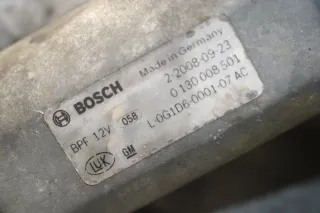 BOSCH
Made in Germany
2 2008-09-23
0 130 008 501
BPF 12V 058 L-0G1D6-0001-07 AC
LUK GM